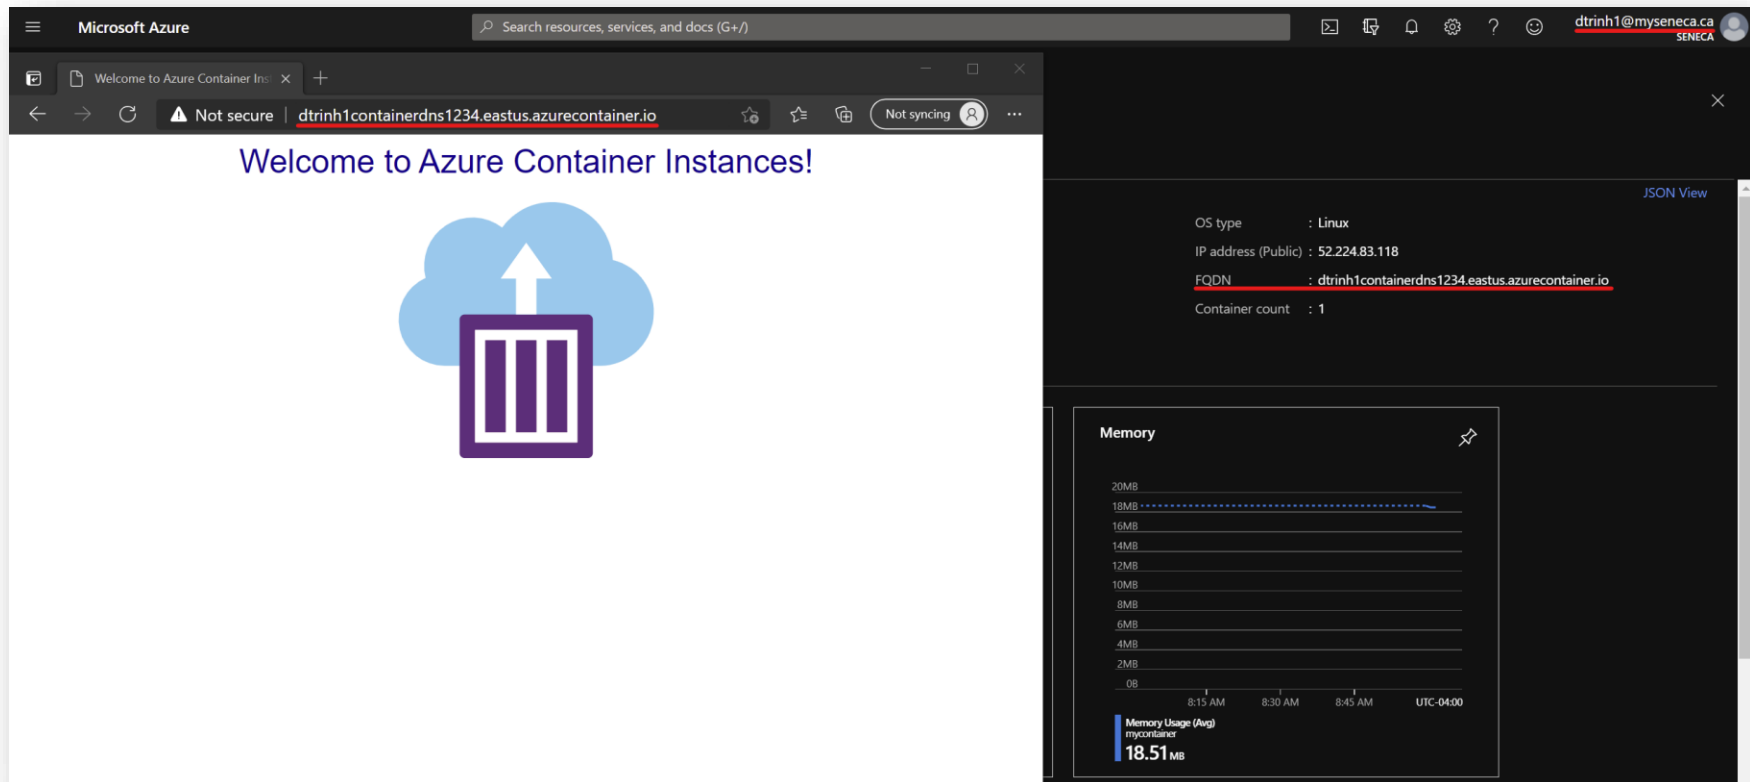 Microsoft Azure
Search resources, services, and docs (G+/)
dtrinh1@myseneca.ca
SENECA
Welcome to Azure Container Ins
Not secure | dtrinh1containerdns1234.eastus.azurecontainer.io
Not syncing
Welcome to Azure Container Instances!
JSON View
OS type : Linux
IP address (Public) : 52.224.83.118
FQDN : dtrinh1containerdns1234.eastus.azurecontainer.io
Container count : 1
Memory
20MB
18MB
16MB
14MB
12MB
10MB
8MB
6MB
4MB
2MB
0B
8:15 AM 8:30 AM 8:45 AM UTC-04:00
Memory Usage (Avg)
mycontainer
18.51 MB